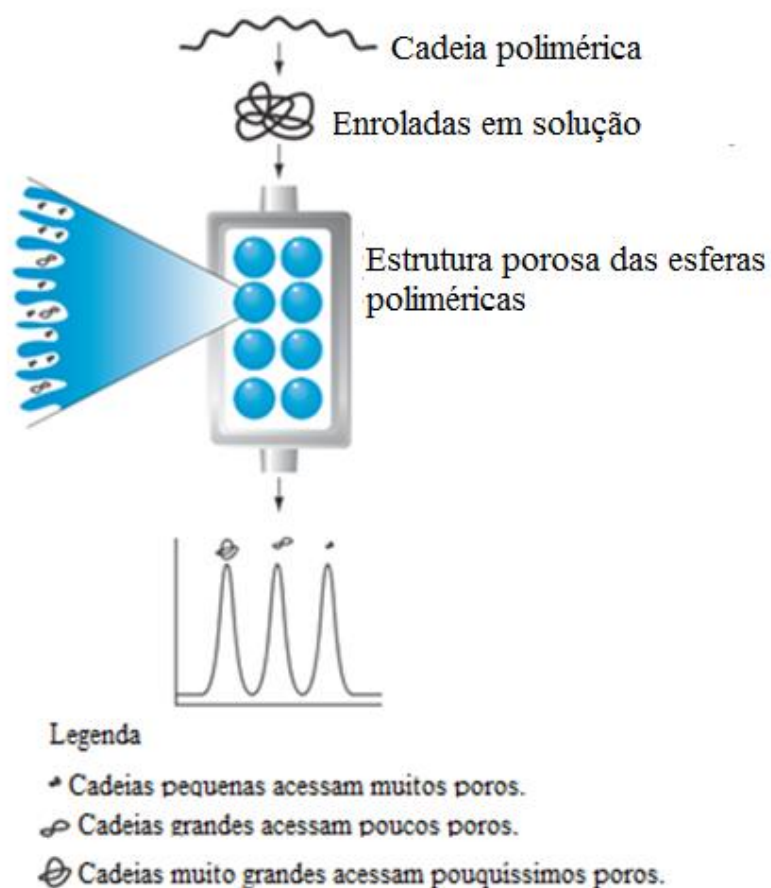 Cadeia polimérica
Enroladas em solução
Estrutura porosa das esferas
poliméricas
Legenda
Cadeias pequenas acessam muitos poros.
Cadeias grandes acessam poucos poros.
Cadeias muito grandes acessam pouquíssimos poros.